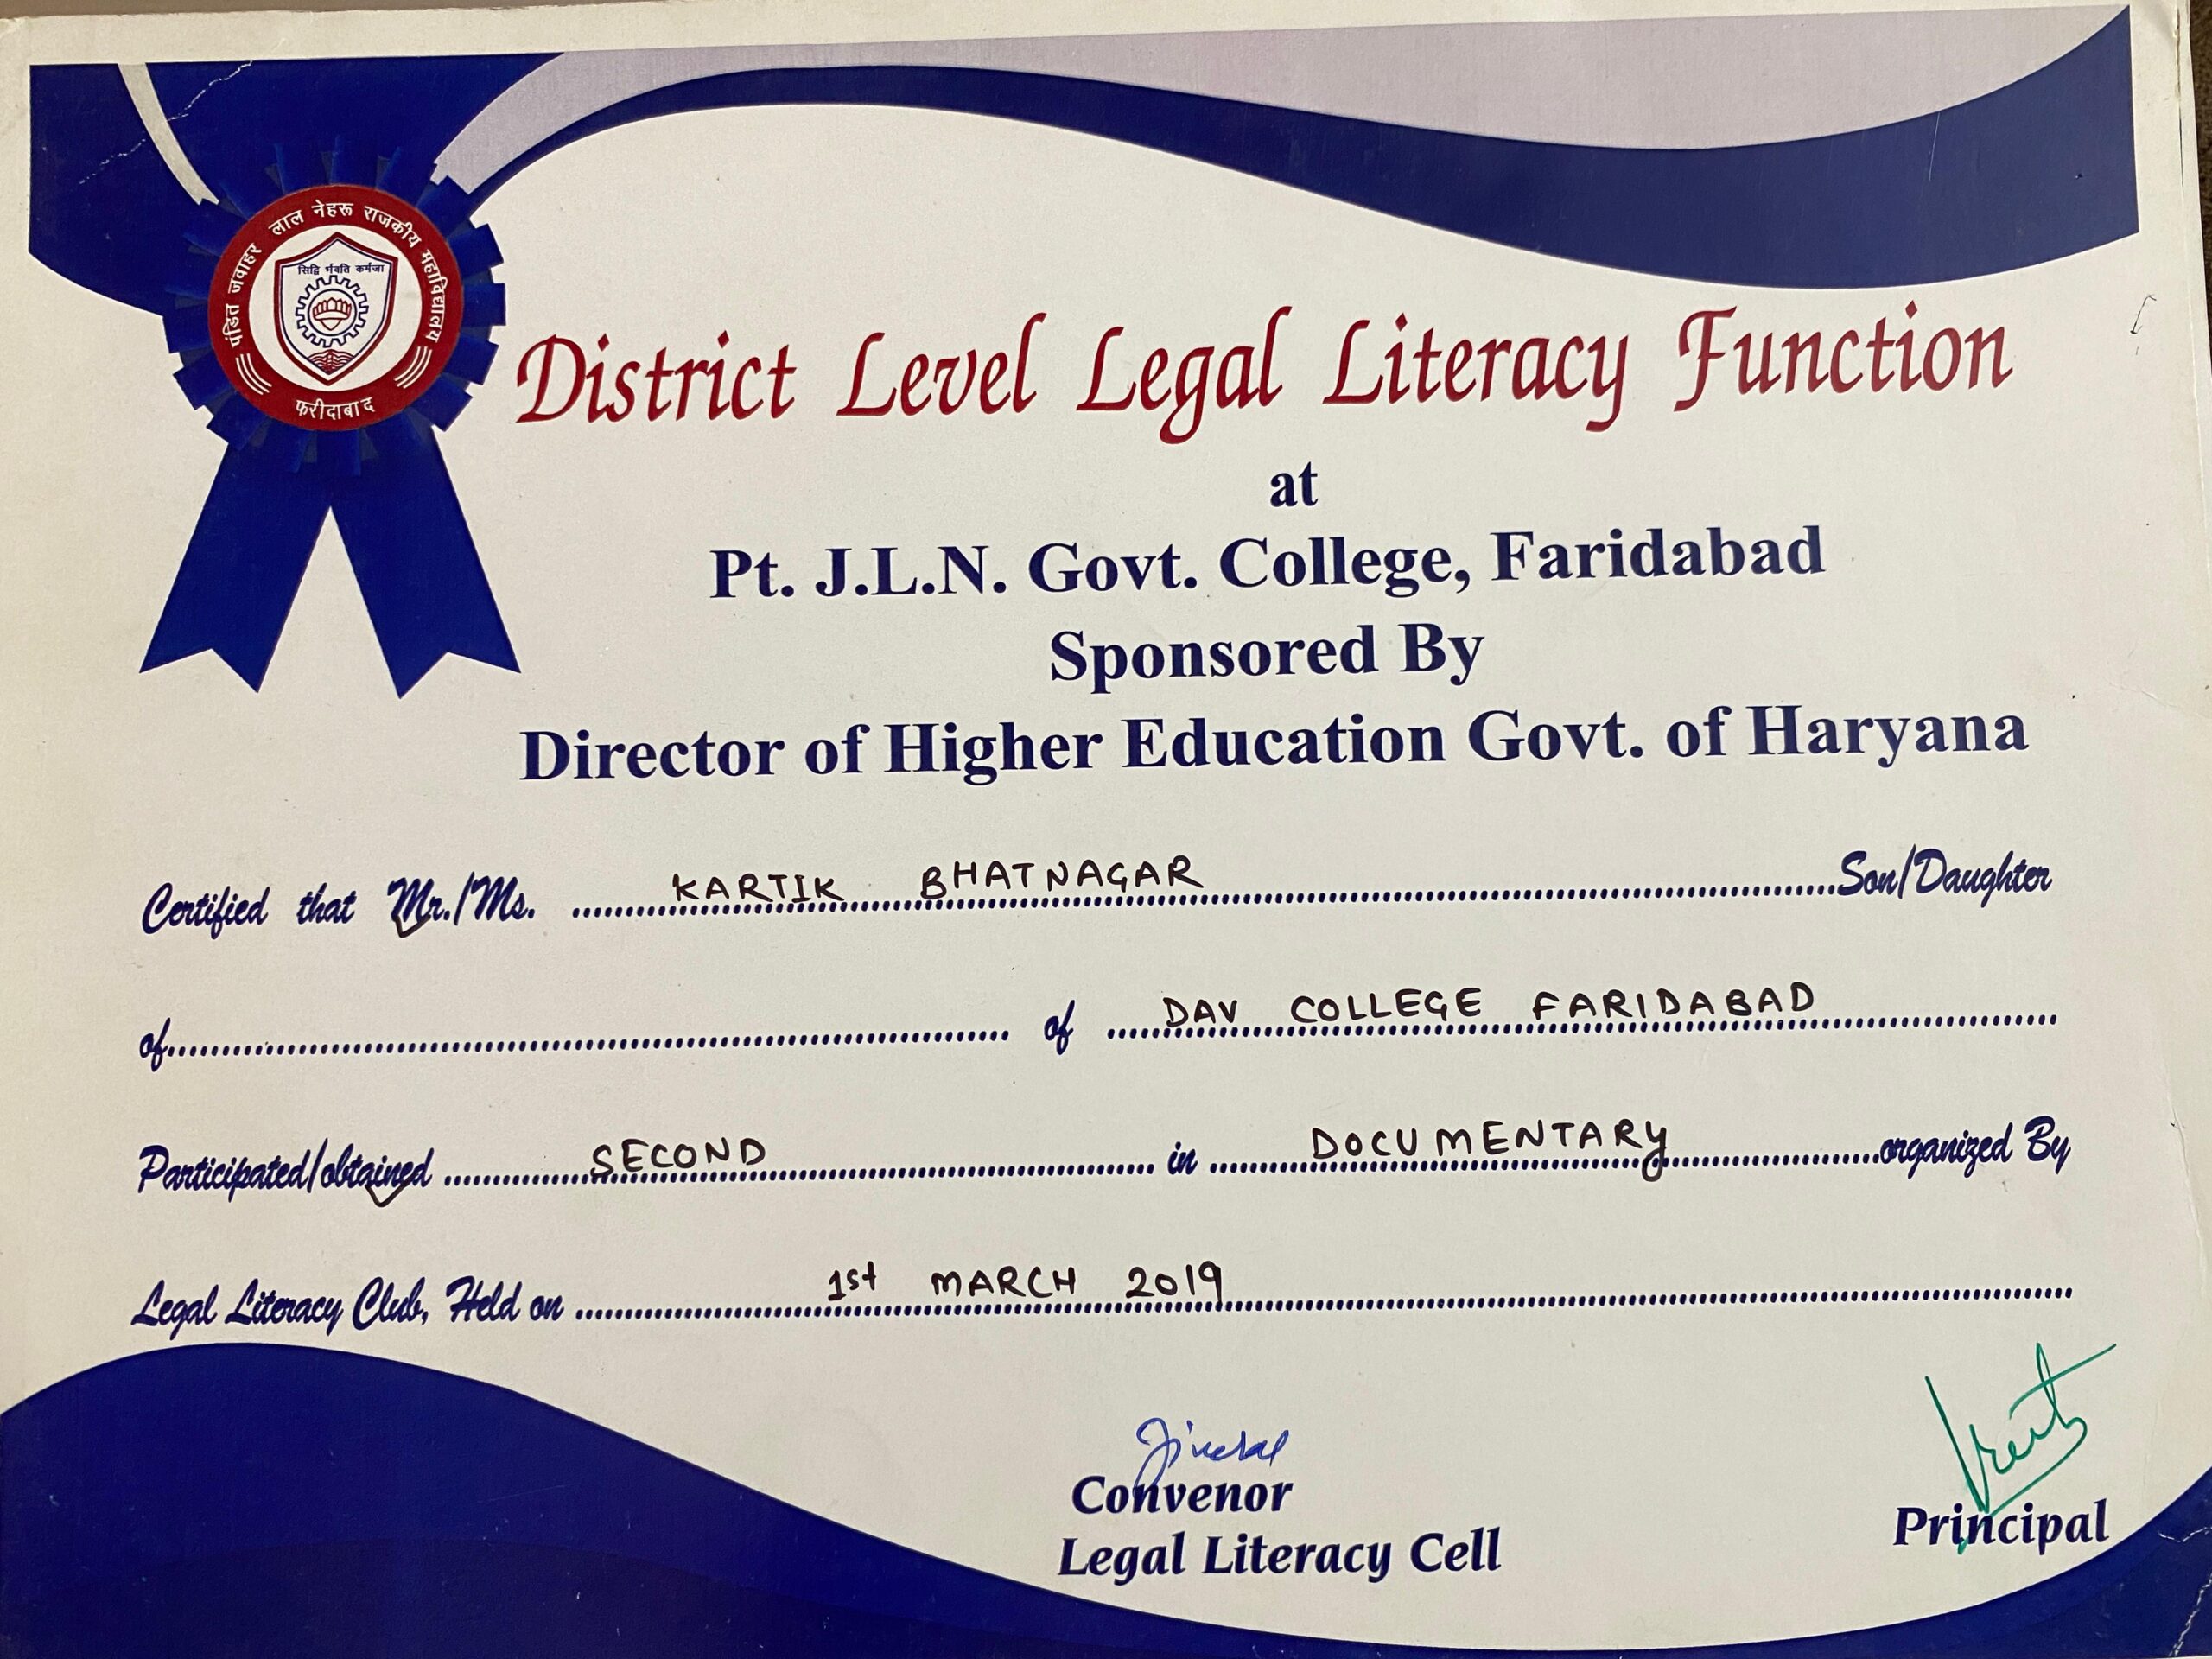 पंडित जवाहर लाल नेहरू राजकीय महाविद्यालय
सिद्धि र्भवति कर्मजा
फरीदाबाद
District Level Legal Literacy Function
at
Pt. J.L.N. Govt. College, Faridabad
Sponsored By
Director of Higher Education Govt. of Haryana
Certified that Mr./Ms. KARTIK BHATNAGAR Son/Daughter
of of DAV COLLEGE FARIDABAD
Participated/obtained SECOND in DOCUMENTARY organized By
Legal Literacy Club, Held on 1st MARCH 2019
Convenor
Legal Literacy Cell
Principal